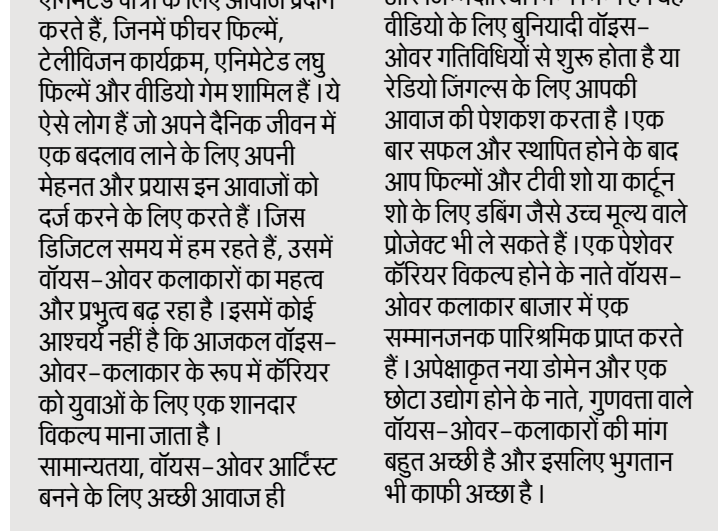 करते हैं, जिनमें फीचर फिल्में,
टेलीविजन कार्यक्रम, एनिमेटेड लघु
फिल्में और वीडियो गेम शामिल हैं।ये
ऐसे लोग हैं जो अपने दैनिक जीवन में
एक बदलाव लाने के लिए अपनी
मेहनत और प्रयास इन आवाजों को
दर्ज करने के लिए करते हैं।जिस
डिजिटल समय में हम रहते हैं, उसमें
वॉयस-ओवर कलाकारों का महत्व
और प्रभुत्व बढ़ रहा है।इसमें कोई
आश्चर्य नहीं है कि आजकल वॉइस-
ओवर-कलाकार के रूप में कॅरियर
को युवाओं के लिए एक शानदार
विकल्प माना जाता है।
सामान्यतया, वॉयस-ओवर आर्टिस्ट
बनने के लिए अच्छी आवाज ही
वीडियो के लिए बुनियादी वॉइस-
ओवर गतिविधियों से शुरू होता है या
रेडियो जिंगल्स के लिए आपकी
आवाज की पेशकश करता है।एक
बार सफल और स्थापित होने के बाद
आप फिल्मों और टीवी शो या कार्टून
शो के लिए डबिंग जैसे उच्च मूल्य वाले
प्रोजेक्ट भी ले सकते हैं।एक पेशेवर
कॅरियर विकल्प होने के नाते वॉयस-
ओवर कलाकार बाजार में एक
सम्मानजनक पारिश्रमिक प्राप्त करते
हैं।अपेक्षाकृत नया डोमेन और एक
छोटा उद्योग होने के नाते, गुणवत्ता वाले
वॉयस-ओवर-कलाकारों की मांग
बहुत अच्छी है और इसलिए भुगतान
भी काफी अच्छा है।